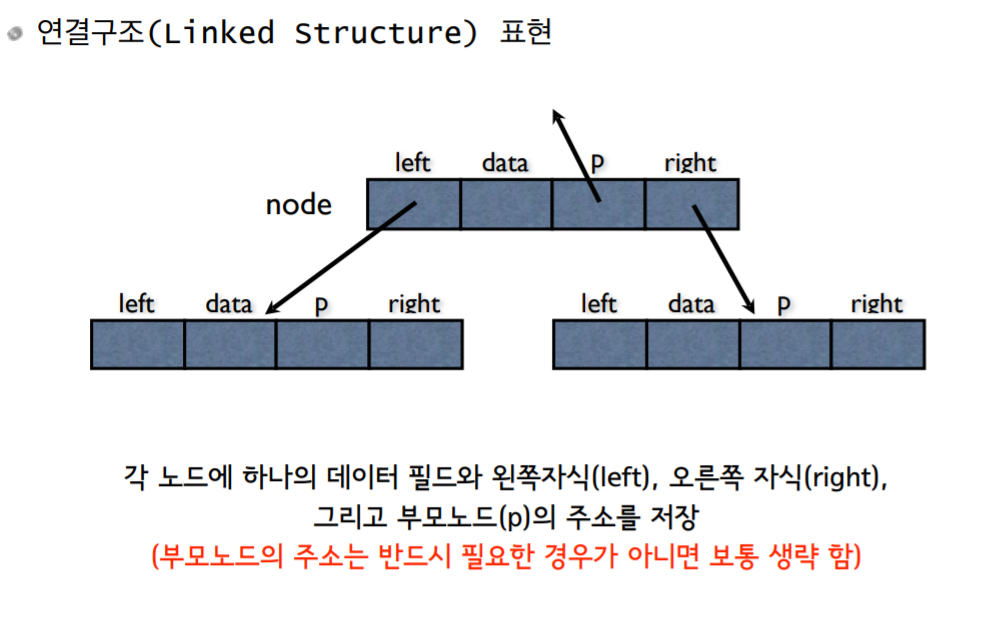 연결구조(Linked Structure) 표현
left data p right
node
left data p right left data p right
각 노드에 하나의 데이터 필드와 왼쪽자식(left), 오른쪽 자식(right),
그리고 부모노드(p)의 주소를 저장
(부모노드의 주소는 반드시 필요한 경우가 아니면 보통 생략 함)